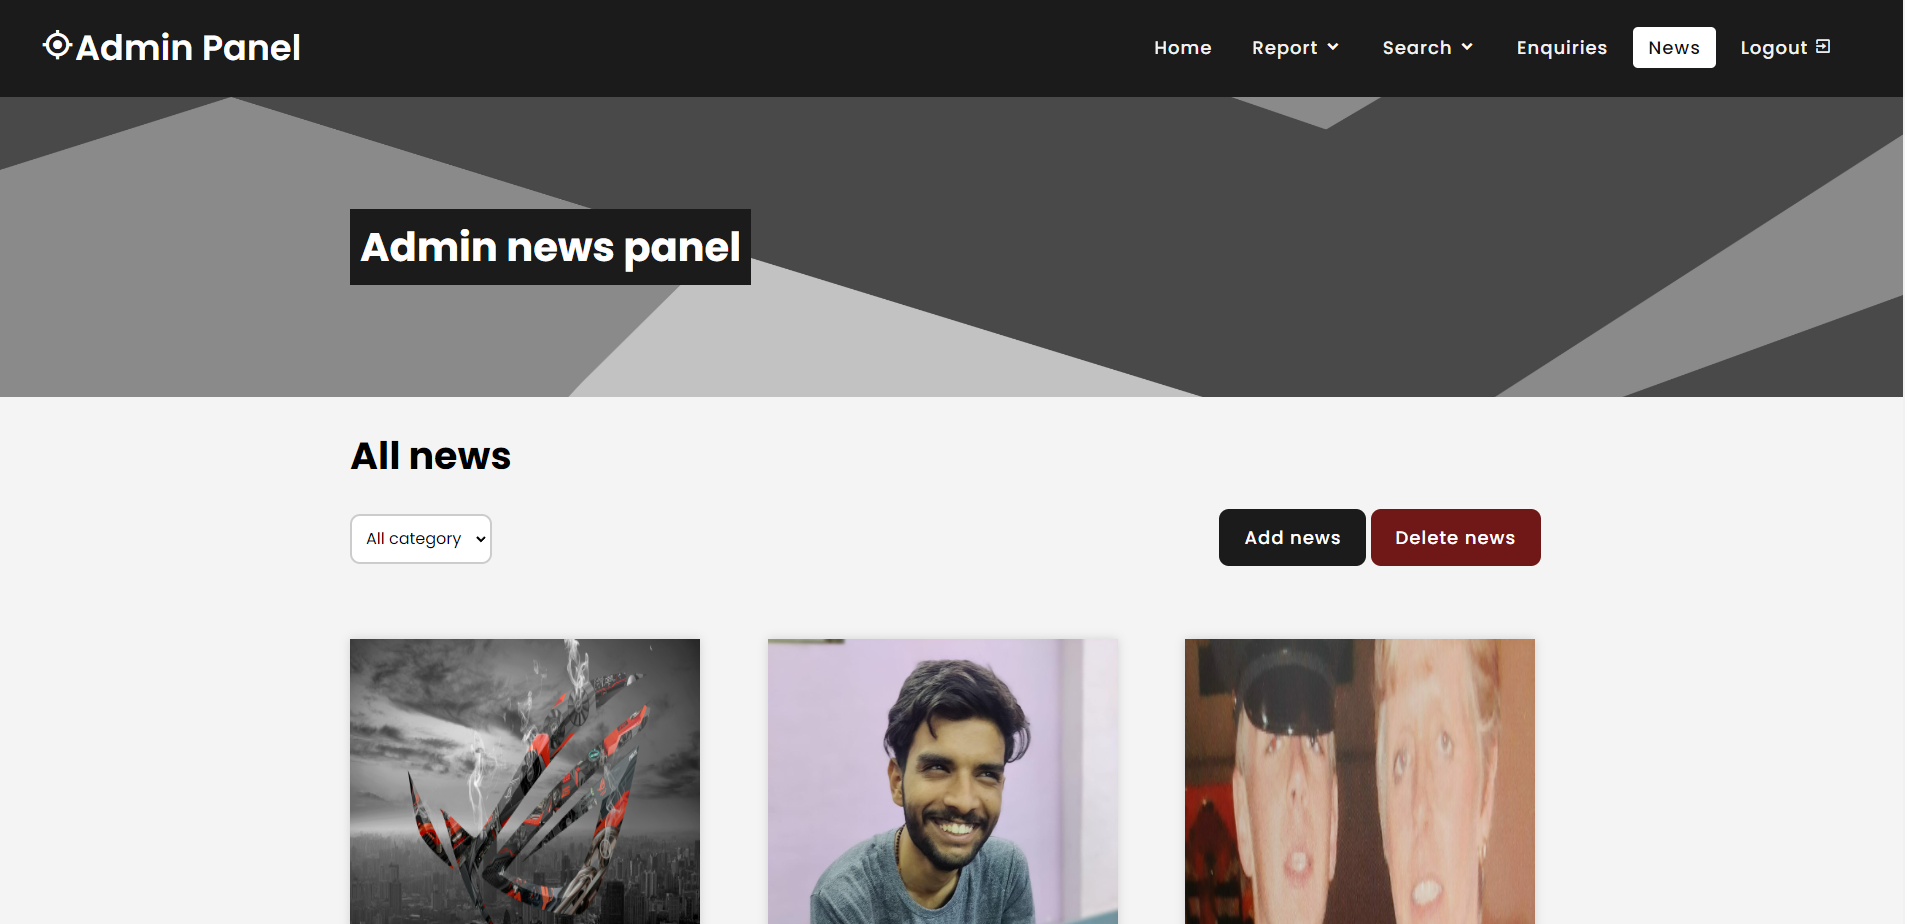 Admin Panel
Home Report Search Enquiries News Logout
Admin news panel
All news
All category
Add news Delete news